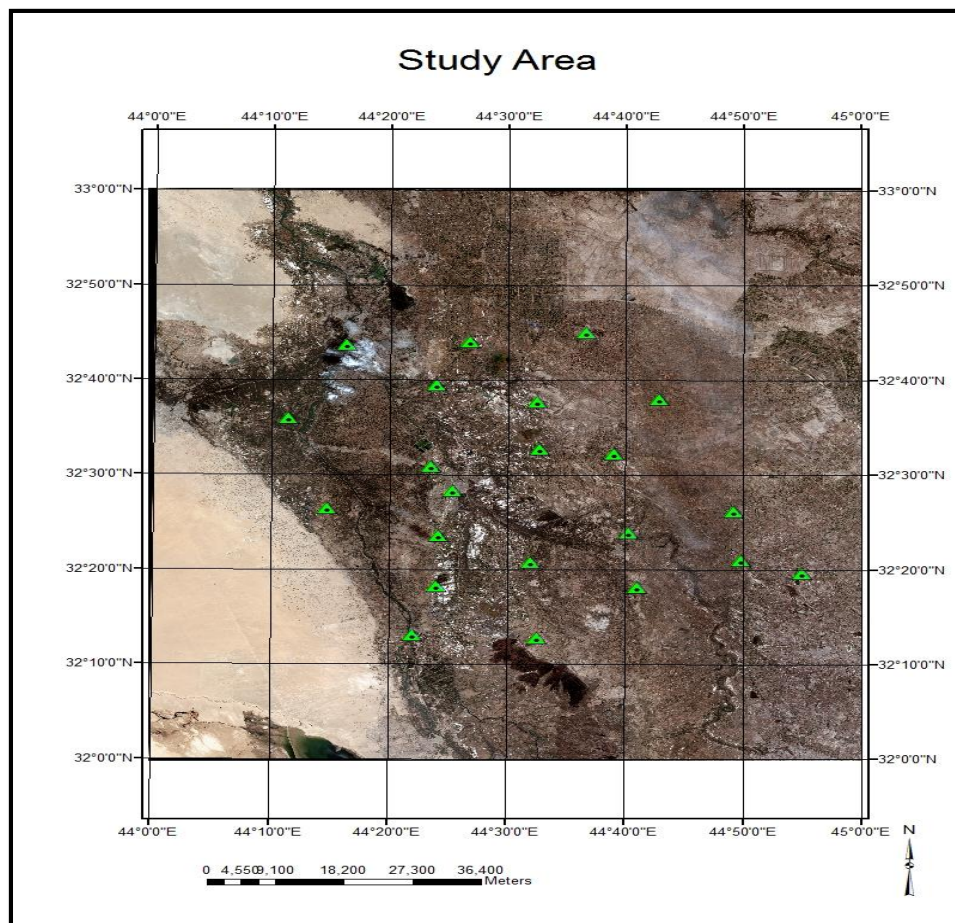 Study Area
44°0'0"E 44°10'0"E 44°20'0"E 44°30'0"E 44°40'0"E 44°50'0"E 45°0'0"E
33°0'0"N 33°0'0"N
32°50'0"N 32°50'0"N
32°40'0"N 32°40'0"N
32°30'0"N 32°30'0"N
32°20'0"N 32°20'0"N
32°10'0"N 32°10'0"N
32°0'0"N 32°0'0"N
44°0'0"E 44°10'0"E 44°20'0"E 44°30'0"E 44°40'0"E 44°50'0"E 45°0'0"E
N
0 4,550 9,100 18,200 27,300 36,400
Meters